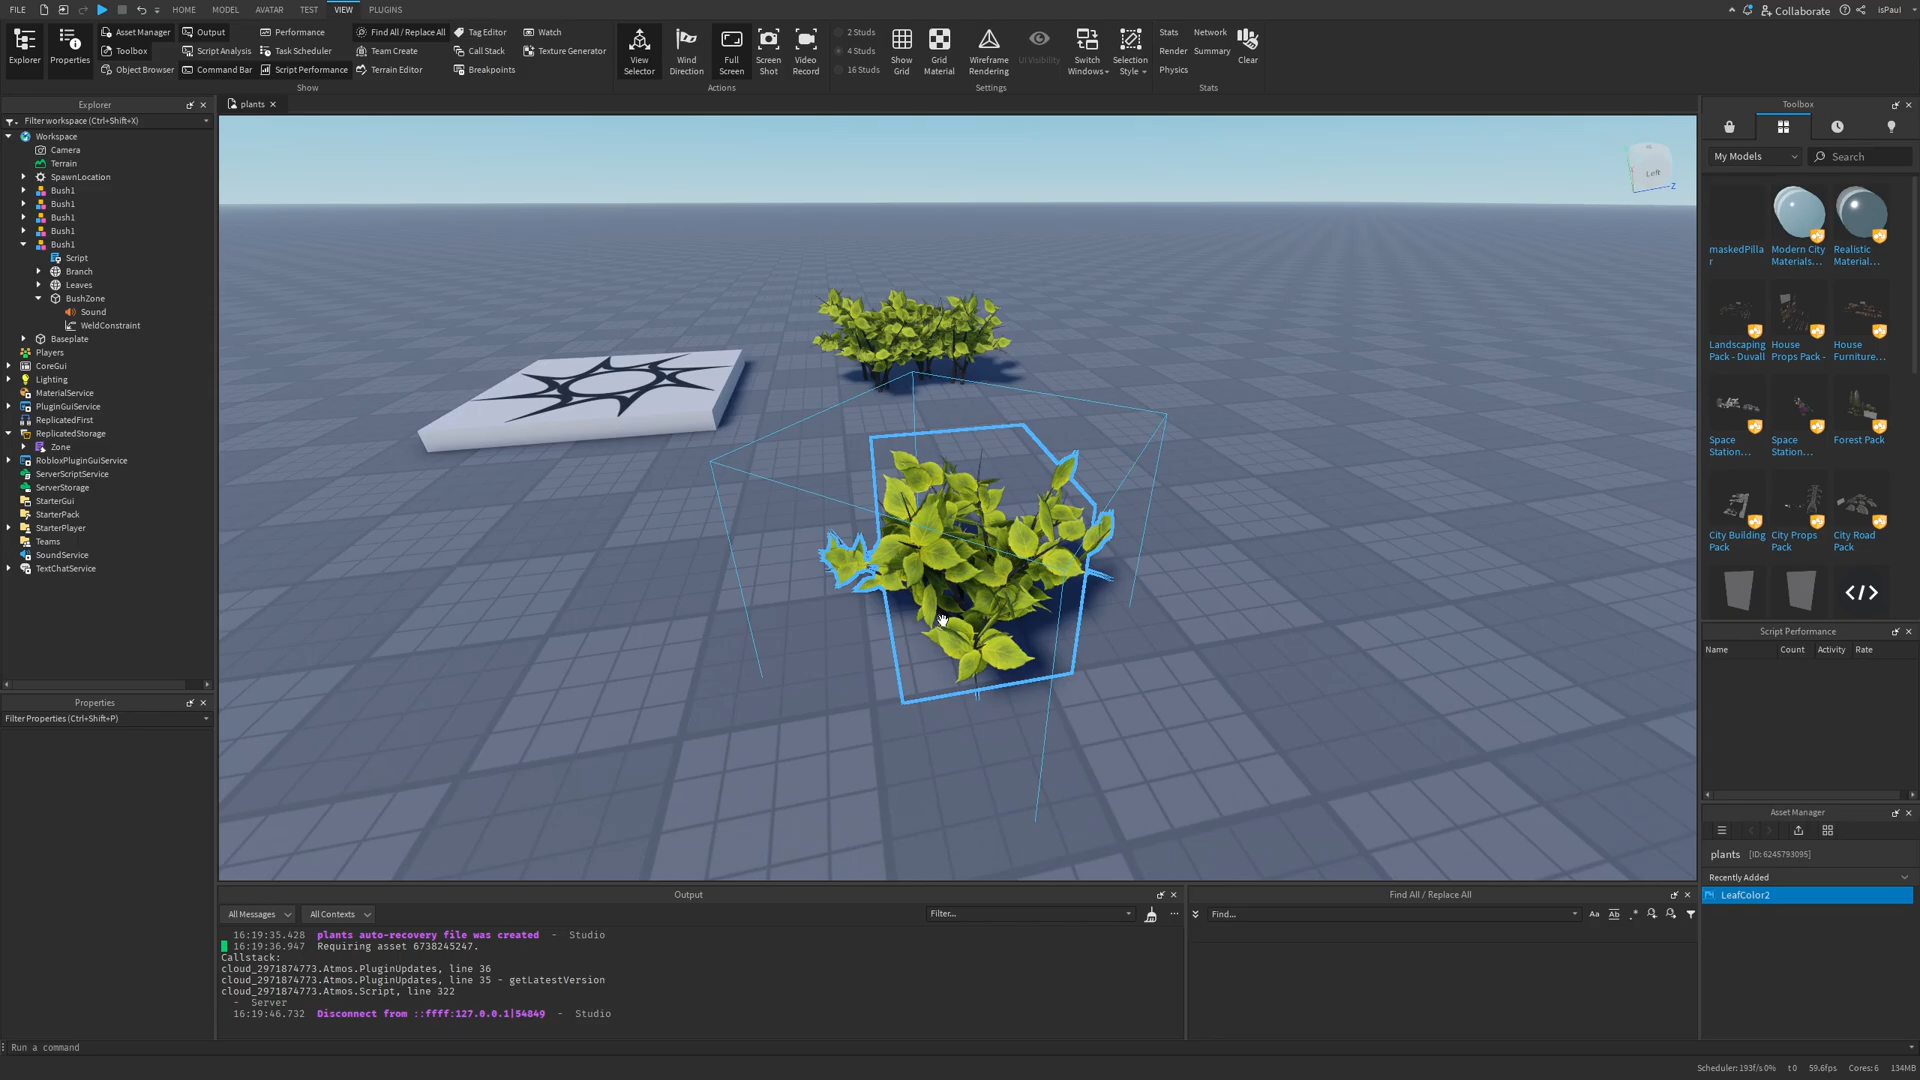 FILE
HOME
MODEL
AVATAR
TEST
VIEW
PLUGINS
Collaborate
isPaul
Explorer
Properties
Asset Manager
Toolbox
Object Browser
Output
Script Analysis
Command Bar
Performance
Task Scheduler
Script Performance
Find All / Replace All
Team Create
Terrain Editor
Tag Editor
Call Stack
Breakpoints
Watch
Texture Generator
Show
View
Selector
Wind
Direction
Full
Screen
Screen
Shot
Video
Record
Actions
2 Studs
4 Studs
16 Studs
Show
Grid
Grid
Material
Wireframe
Rendering
UI Visibility
Switch
Windows
Selection
Style
Settings
Stats
Render
Physics
Network
Summary
Clear
Stats
Explorer
Filter workspace (Ctrl+Shift+X)
Workspace
Camera
Terrain
SpawnLocation
Bush1
Bush1
Bush1
Bush1
Bush1
Script
Branch
Leaves
BushZone
Sound
WeldConstraint
Baseplate
Players
CoreGui
Lighting
MaterialService
PluginGuiService
ReplicatedFirst
ReplicatedStorage
Zone
RobloxPluginGuiService
ServerScriptService
ServerStorage
StarterGui
StarterPack
StarterPlayer
Teams
SoundService
TextChatService
Properties
Filter Properties (Ctrl+Shift+P)
plants
Left
Z
Toolbox
My Models
Search
maskedPilla
r
Modern City
Materials...
Realistic
Material...
Landscaping
Pack - Duvall
House
Props Pack -
House
Furniture...
Space
Station...
Space
Station...
Forest Pack
City Building
Pack
City Props
Pack
City Road
Pack
</>
Script Performance
Name
Count
Activity
Rate
Asset Manager
plants
[ID: 6245793095]
Recently Added
LeafColor2
Output
All Messages
All Contexts
Filter...
16:19:35.428 plants auto-recovery file was created - Studio
16:19:36.947 Requiring asset 6738245247.
Callstack:
cloud_2971874773.Atmos.PluginUpdates, line 36
cloud_2971874773.Atmos.PluginUpdates, line 35 - getLatestVersion
cloud_2971874773.Atmos.Script, line 322
- Server
16:19:46.732 Disconnect from ::ffff:127.0.0.1|54849 - Studio
Find All / Replace All
Find...
Aa
Ab
.*
Run a command
Scheduler: 193f/s 0%
t 0
59.6fps
Cores: 6
134MB